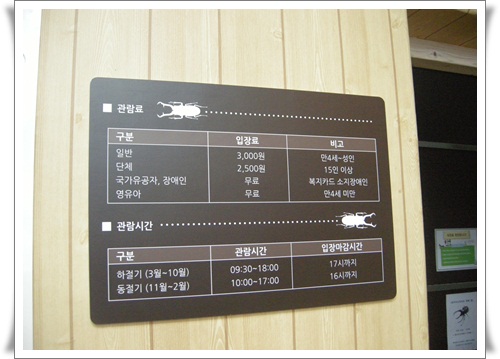 ■ 관람료
구분 입장료 비고
일반 3,000원 만4세~성인
단체 2,500원 15인 이상
국가유공자, 장애인 무료 복지카드 소지장애인
영유아 무료 만4세 미만
■ 관람시간
구분 관람시간 입장마감시간
하절기 (3월~10월) 09:30~18:00 17시까지
동절기 (11월~2월) 10:00~17:00 16시까지